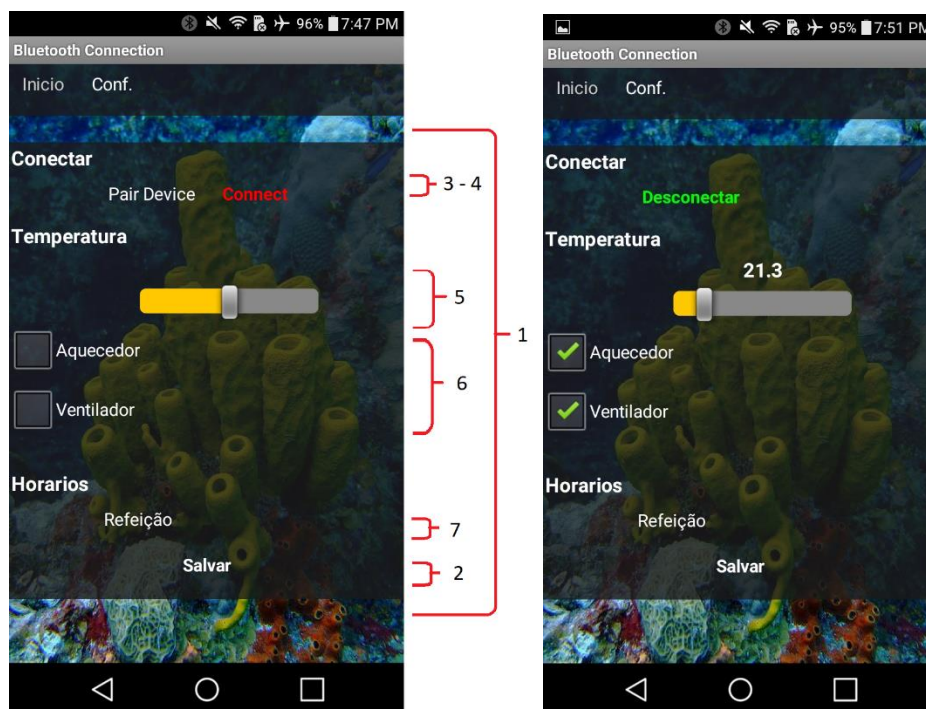 96% 7:47 PM
Bluetooth Connection
Inicio Conf.
Conectar
Pair Device Connect
Temperatura
Aquecedor
Ventilador
Horarios
Refeição
Salvar
3 - 4
5
1
6
7
2
95% 7:51 PM
Bluetooth Connection
Inicio Conf.
Conectar
Desconectar
Temperatura
21.3
Aquecedor
Ventilador
Horarios
Refeição
Salvar